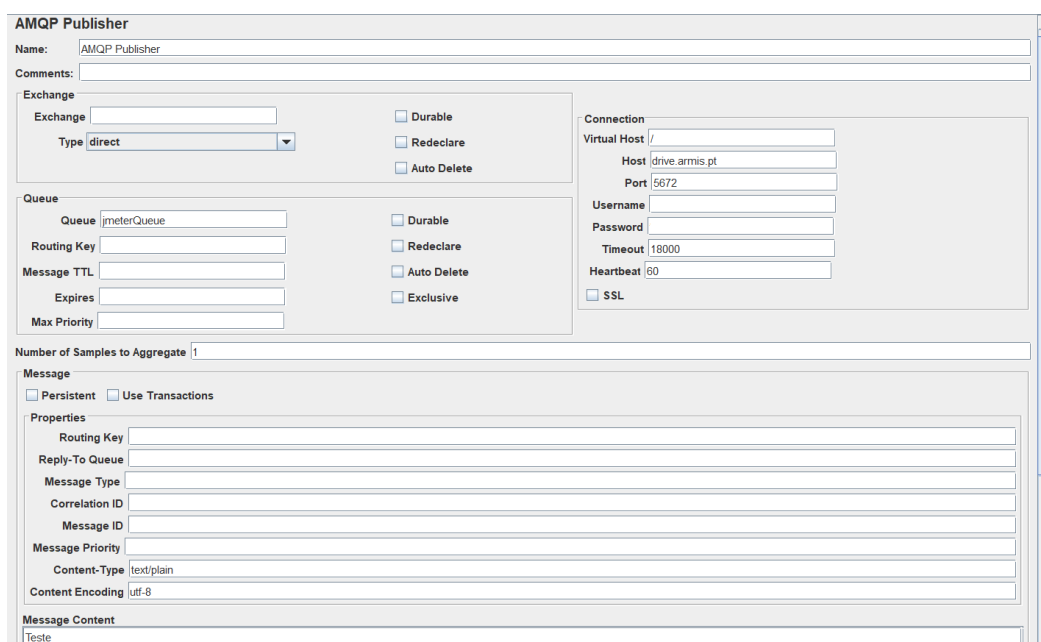 AMQP Publisher
Name: AMQP Publisher
Comments:
Exchange
Exchange
Durable
Type direct
Redeclare
Auto Delete
Connection
Virtual Host /
Host drive.armis.pt
Port 5672
Username
Password
Timeout 18000
Heartbeat 60
SSL
Queue
Queue jmeterQueue
Durable
Routing Key
Redeclare
Message TTL
Auto Delete
Expires
Exclusive
Max Priority
Number of Samples to Aggregate 1
Message
Persistent Use Transactions
Properties
Routing Key
Reply-To Queue
Message Type
Correlation ID
Message ID
Message Priority
Content-Type text/plain
Content Encoding utf-8
Message Content
Teste